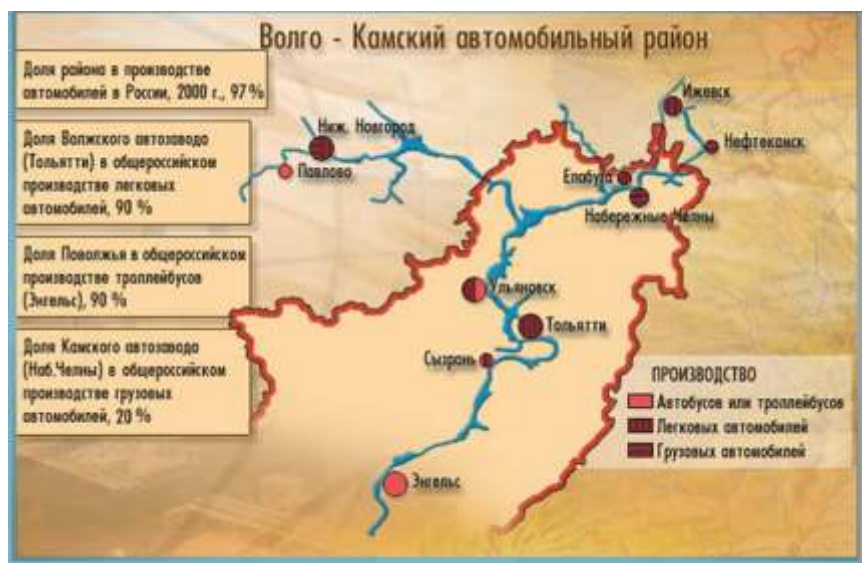 Волго - Камский автомобильный район
Доля района в производстве
автомобилей в России, 2000 г., 97 %
Доля Волжского автозавода
(Тольятти) в общероссийском
производстве легковых
автомобилей, 90 %
Доля Поволжья в общероссийском
производстве троллейбусов
(Энгельс), 90 %
Доля Камского автозавода
(Наб.Челны) в общероссийском
производстве грузовых
автомобилей, 20 %
Ижевск
Ниж. Новгород
Нефтекамск
Павлово
Елабуга
Набережные Челны
Ульяновск
Тольятти
Сызрань
Энгельс
ПРОИЗВОДСТВО
Автобусов или троллейбусов
Легковых автомобилей
Грузовых автомобилей